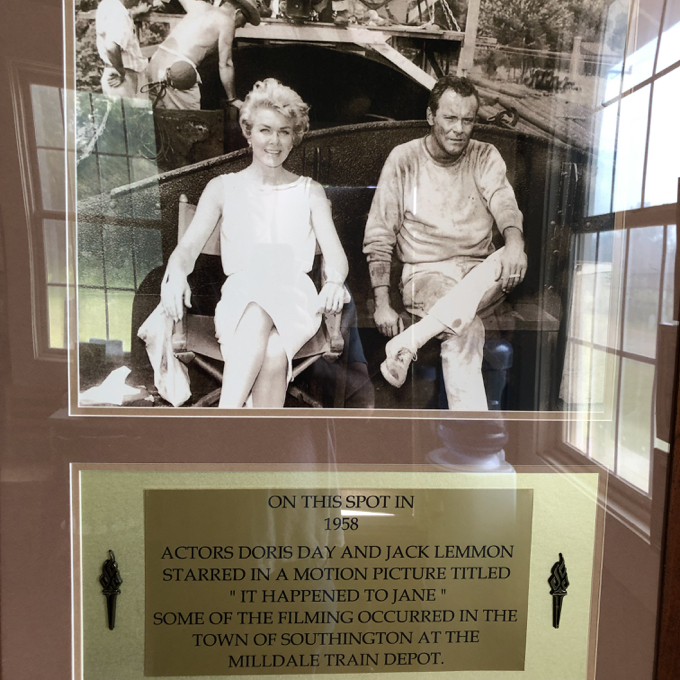 ON THIS SPOT IN
1958
ACTORS DORIS DAY AND JACK LEMMON
STARRED IN A MOTION PICTURE TITLED
" IT HAPPENED TO JANE "
SOME OF THE FILMING OCCURRED IN THE
TOWN OF SOUTHINGTON AT THE
MILLDALE TRAIN DEPOT.